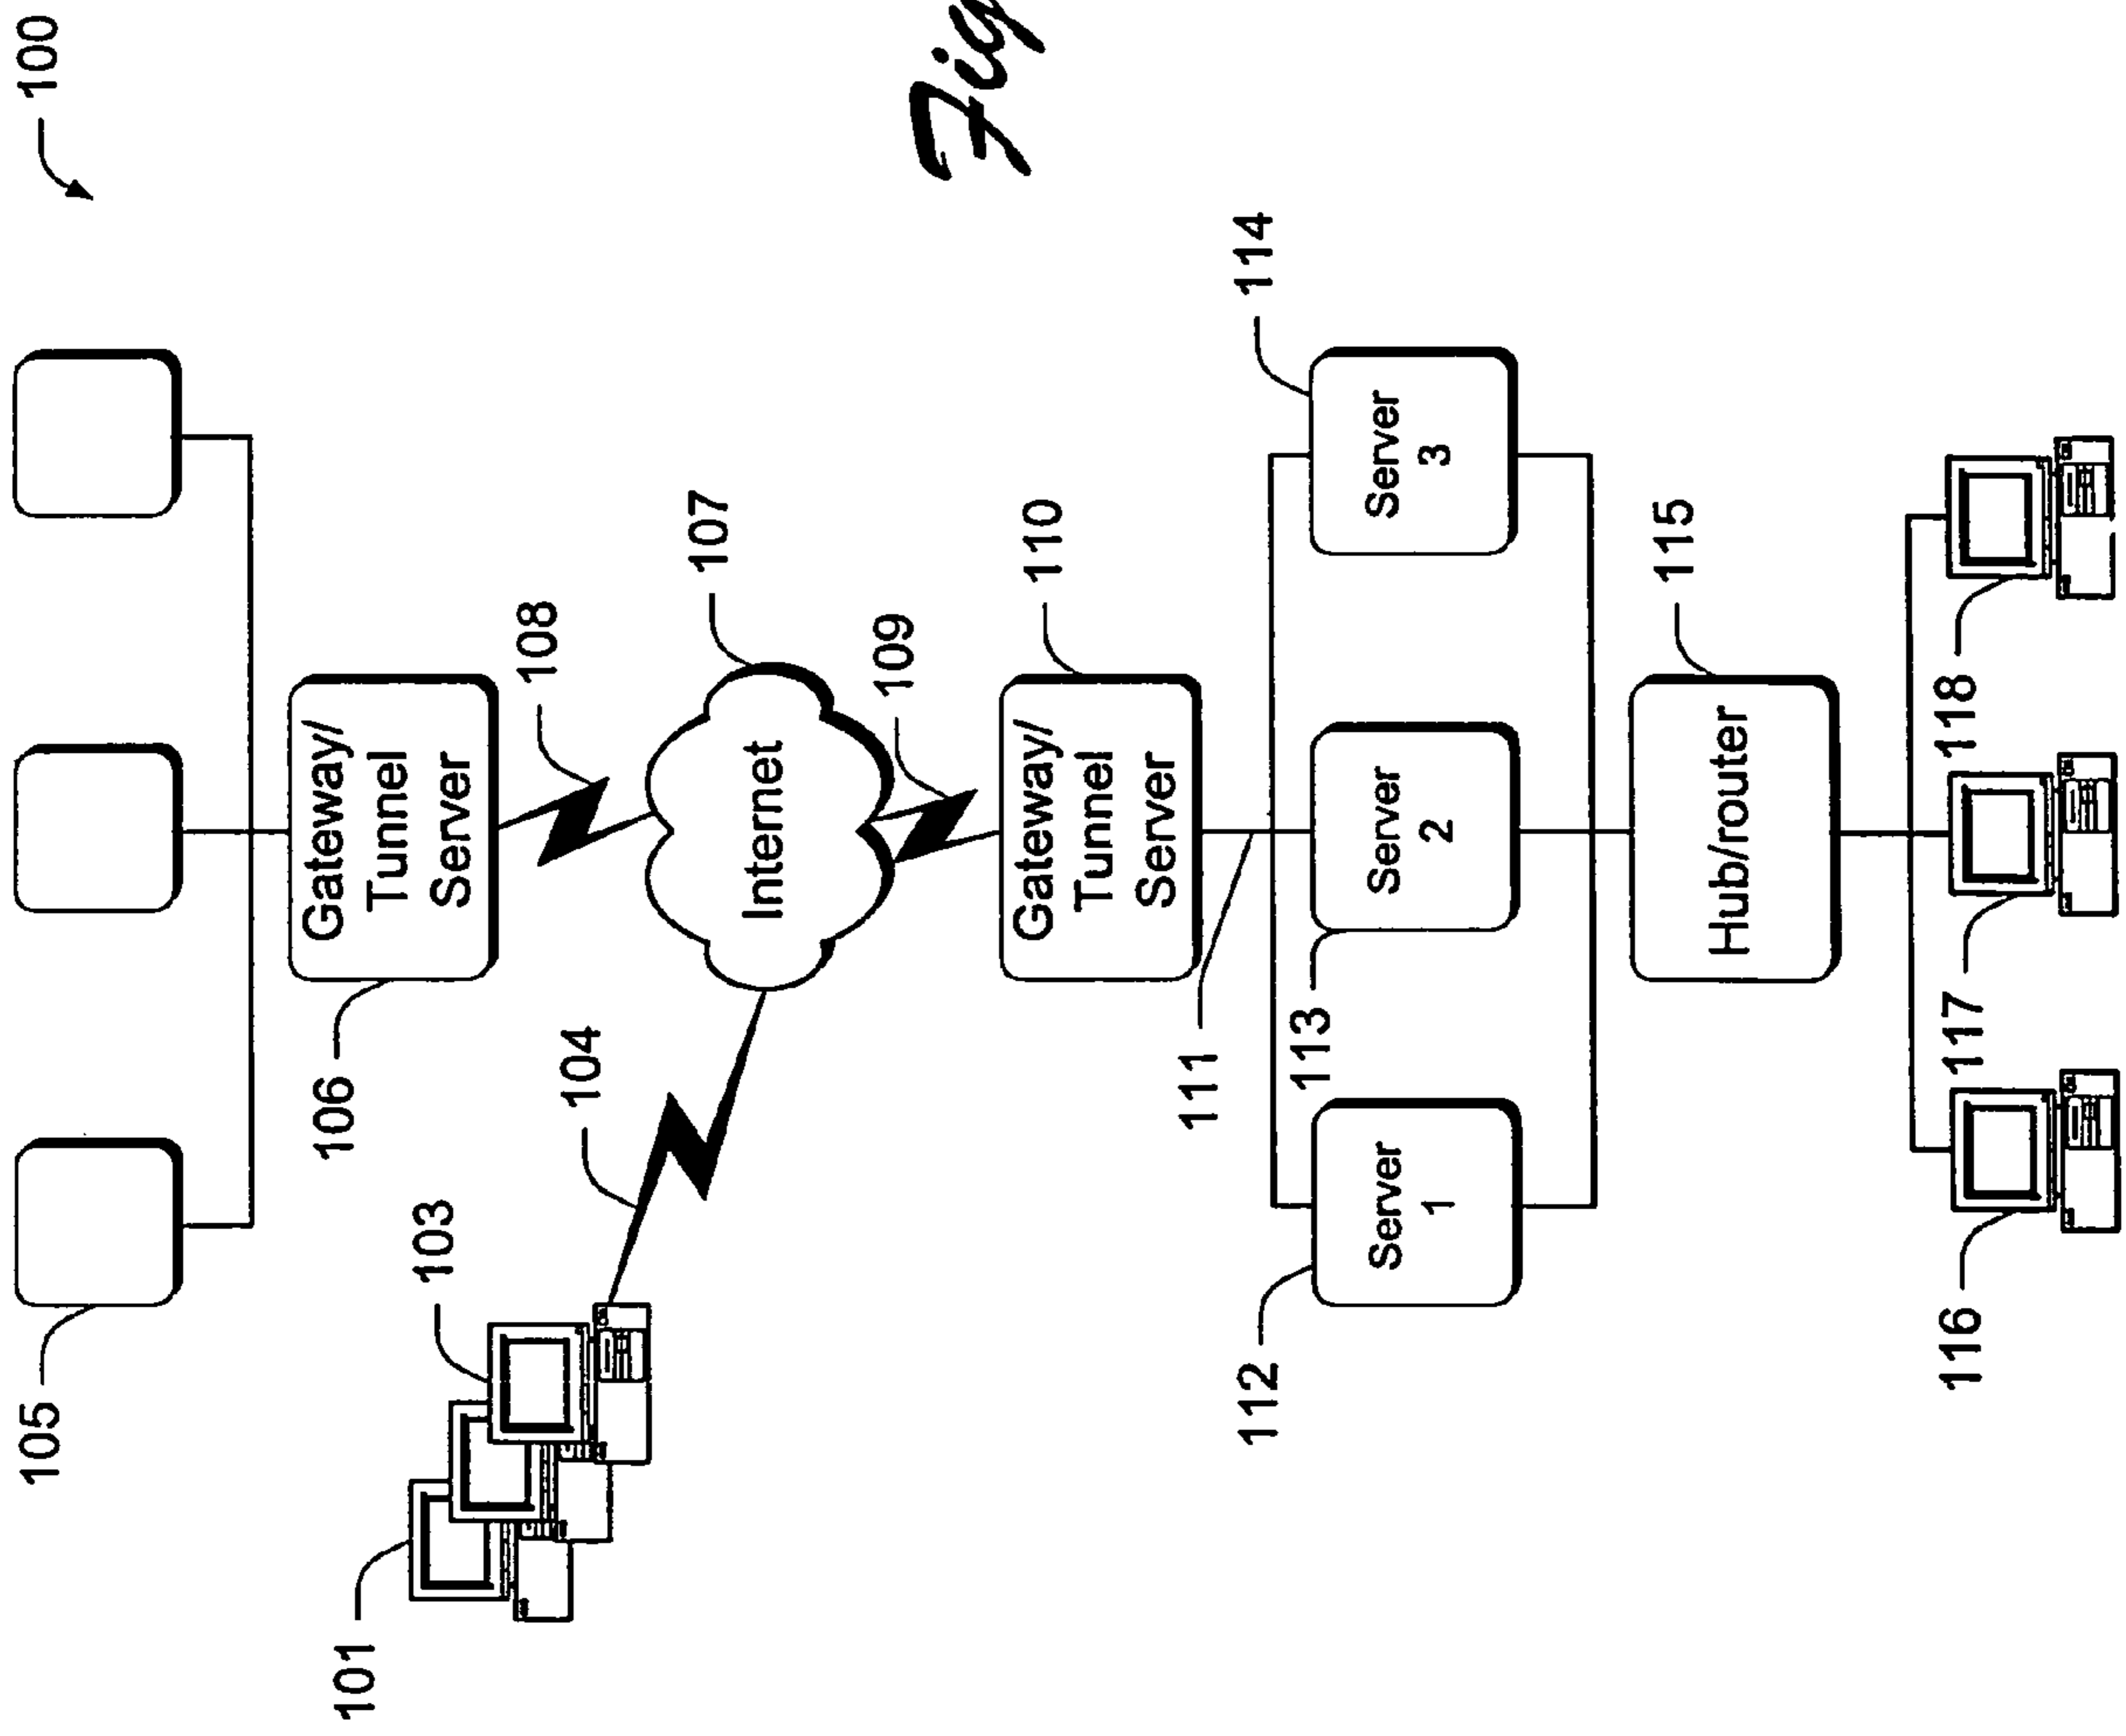 100
105
106
Gateway/
Tunnel
Server
101
103
108
104
107
Internet
109
Fig
110
Gateway/
Tunnel
Server
111
112
113
114
Server
1
Server
2
Server
3
115
Hub/router
116
117
118